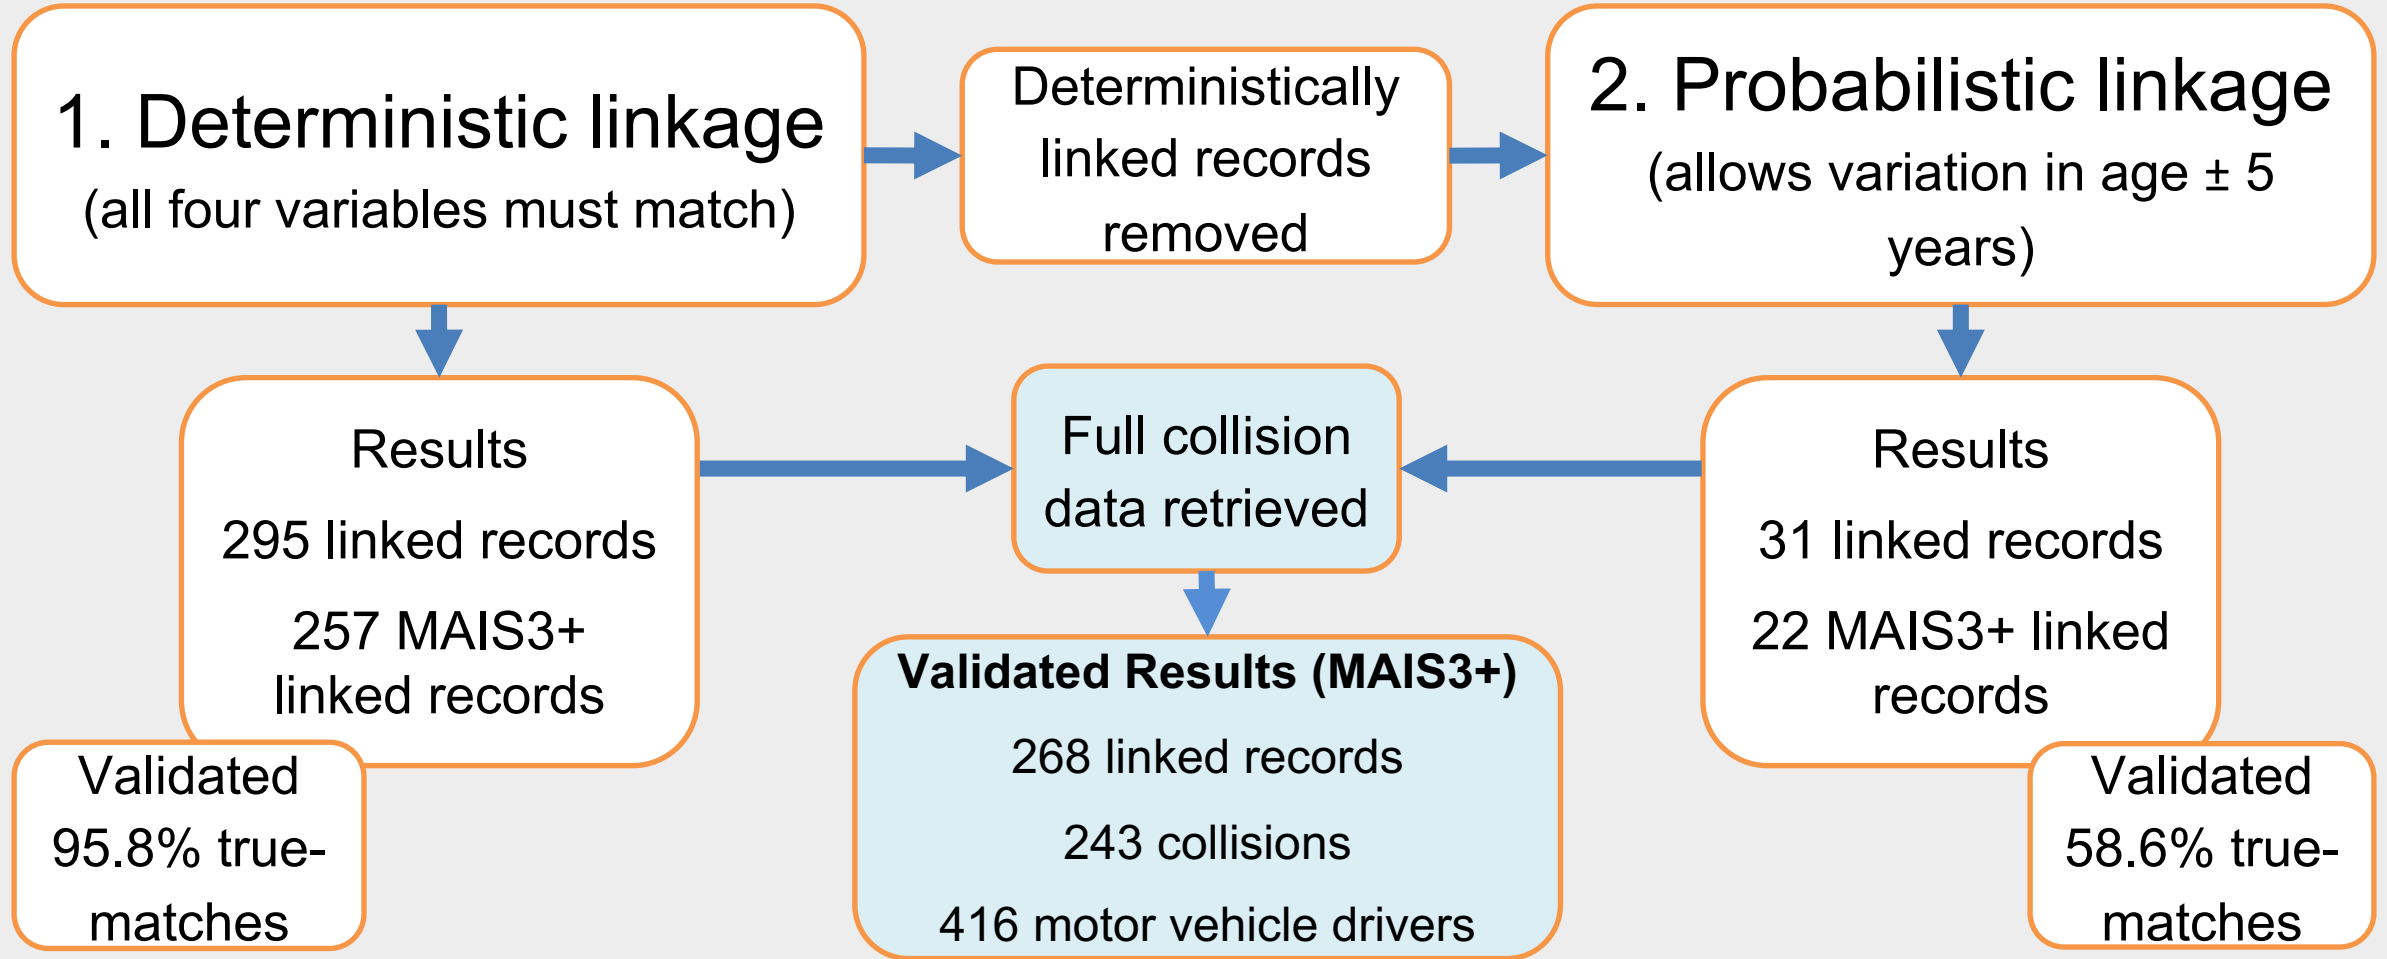 1. Deterministic linkage
(all four variables must match)
Deterministically
linked records
removed
2. Probabilistic linkage
(allows variation in age ± 5
years)
Results
295 linked records
257 MAIS3+
linked records
Validated
95.8% true-
matches
Full collision
data retrieved
Results
31 linked records
22 MAIS3+ linked
records
Validated
58.6% true-
matches
Validated Results (MAIS3+)
268 linked records
243 collisions
416 motor vehicle drivers